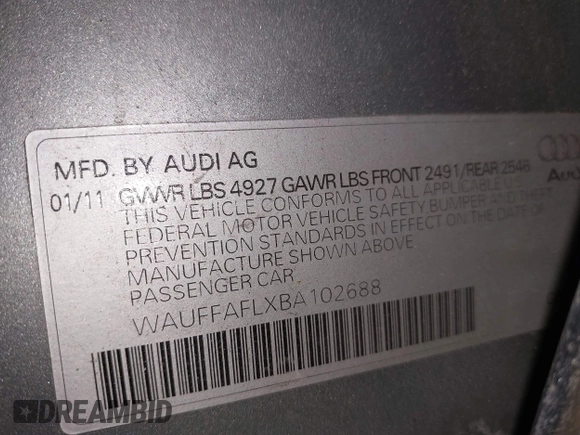 MFD. BY AUDI AG
01/11 GVWR LBS 4927 GAWR LBS FRONT 2491/REAR 2546
THIS VEHICLE CONFORMS TO ALL APPLICABLE
FEDERAL MOTOR VEHICLE SAFETY BUMPER AND THEFT
PREVENTION STANDARDS IN EFFECT ON THE DATE OF
MANUFACTURE SHOWN ABOVE
PASSENGER CAR
WAUFFAFLXBA102688
DREAMBID